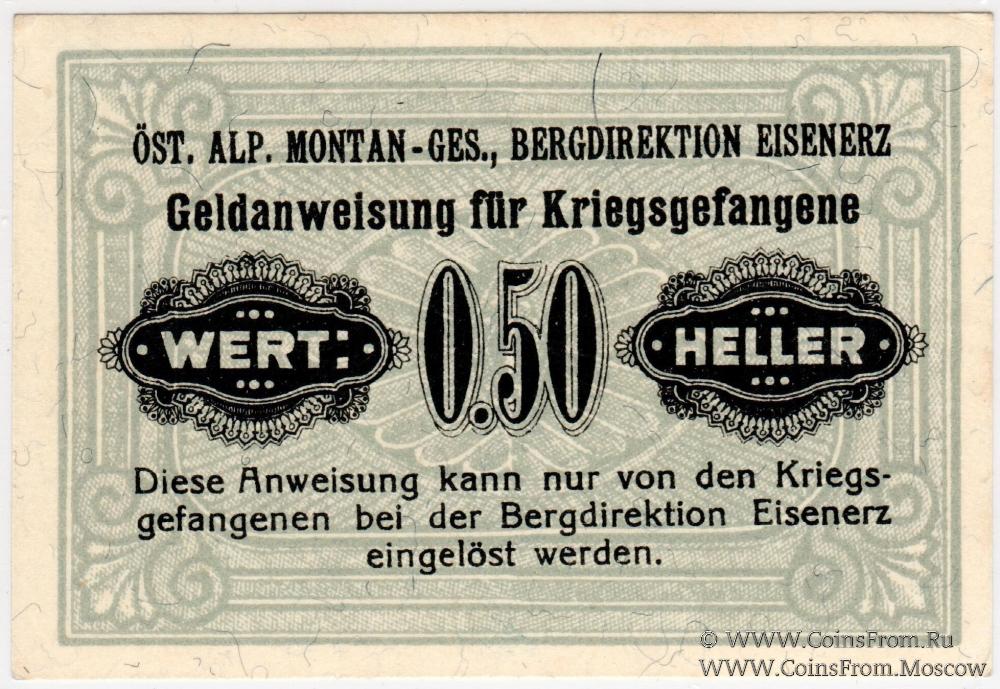 ÖST. ALP. MONTAN-GES., BERGDIREKTION EISENERZ
Geldanweisung für Kriegsgefangene
WERT: 0.50 HELLER
Diese Anweisung kann nur von den Kriegs-
gefangenen bei der Bergdirektion Eisenerz
eingelöst werden.
© WWW.CoinsFrom.Ru
WWW.CoinsFrom.Moscow